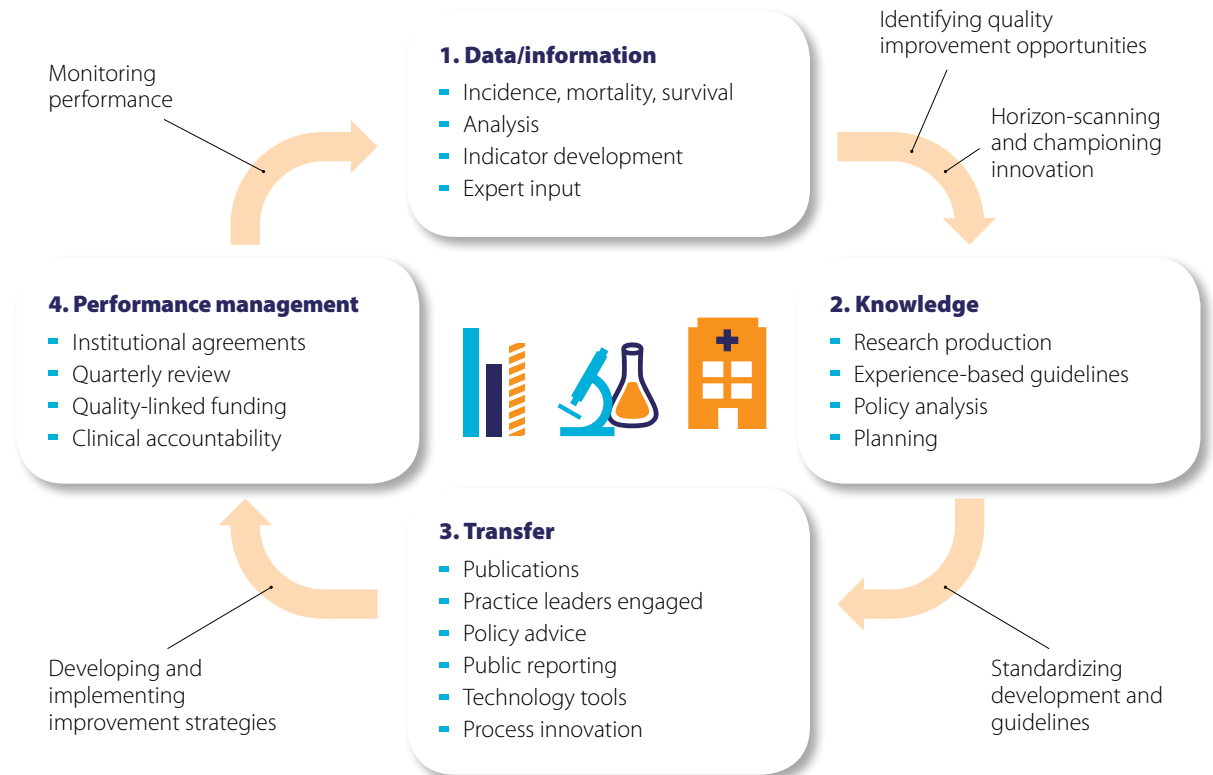 1. Data/information
Incidence, mortality, survival
Analysis
Indicator development
Expert input
Identifying quality
improvement opportunities
Horizon-scanning
and championing
innovation
2. Knowledge
Research production
Experience-based guidelines
Policy analysis
Planning
Standardizing
development and
guidelines
3. Transfer
Publications
Practice leaders engaged
Policy advice
Public reporting
Technology tools
Process innovation
Developing and
implementing
improvement strategies
4. Performance management
Institutional agreements
Quarterly review
Quality-linked funding
Clinical accountability
Monitoring
performance